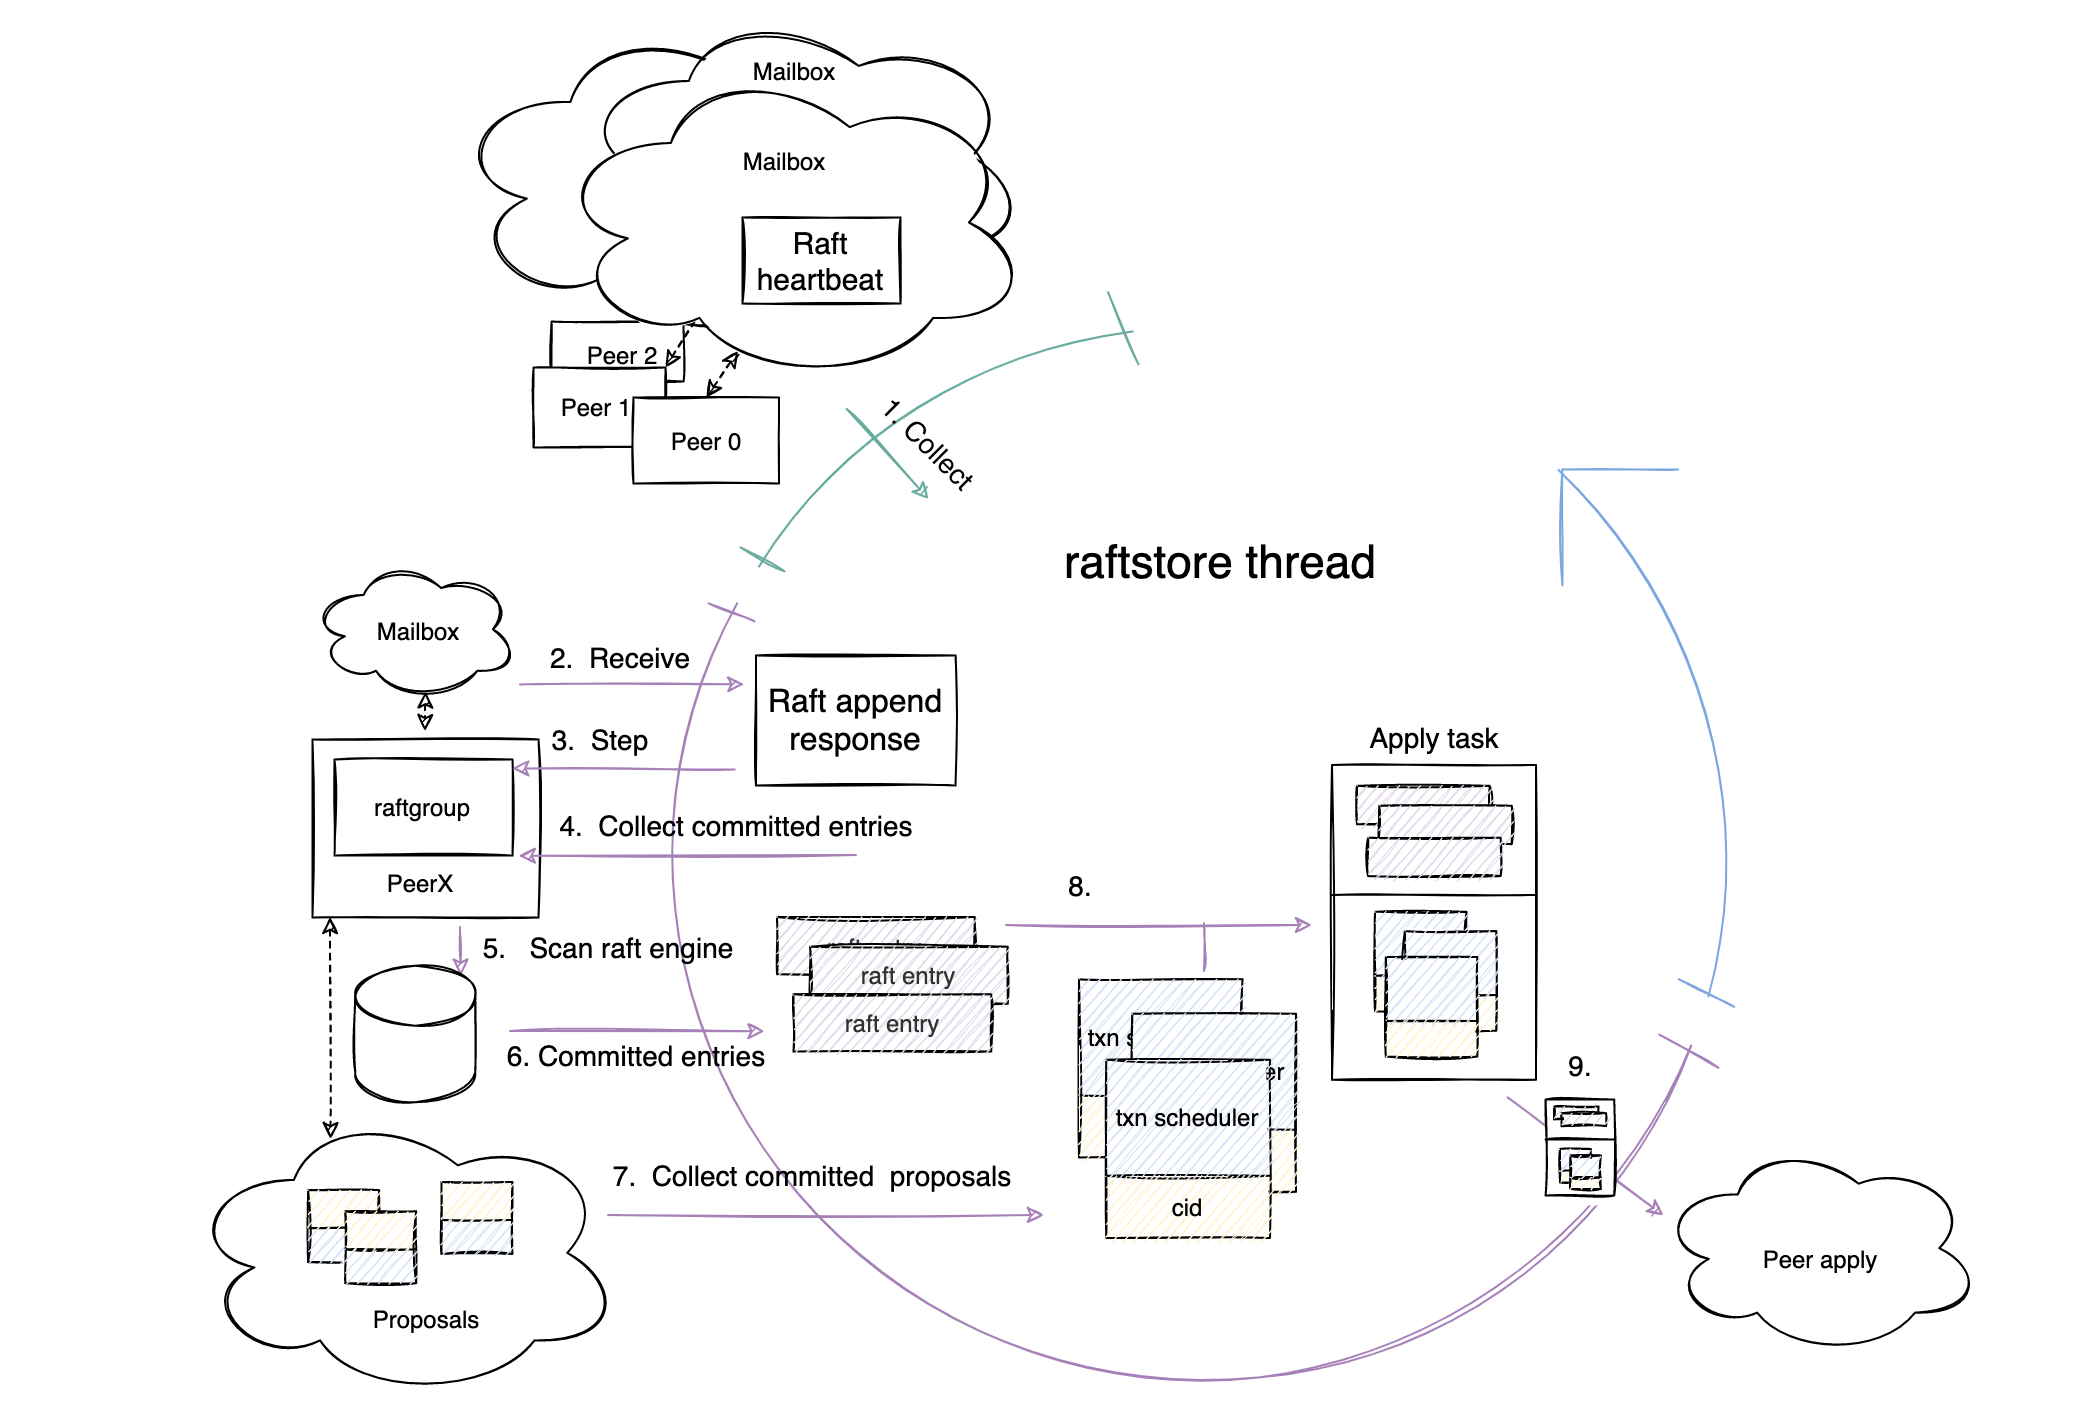 Mailbox
Mailbox
Raft
heartbeat
Peer 2
Peer 1
Peer 0
1. Collect
raftstore thread
Mailbox
2. Receive
Raft append
response
3. Step
raftgroup
4. Collect committed entries
PeerX
Apply task
8.
5. Scan raft engine
raft entry
raft entry
6. Committed entries
txn s
er
txn scheduler
cid
9.
7. Collect committed proposals
Proposals
Peer apply